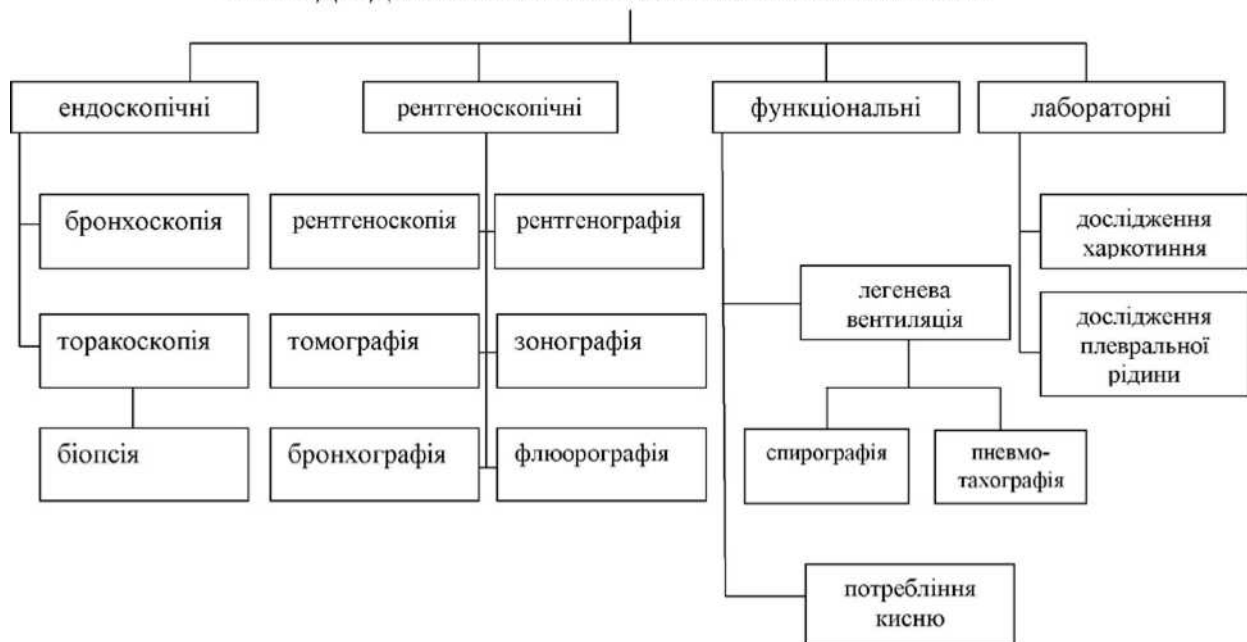 ендоскопічні
рентгеноскопічні
функціональні
лабораторні
бронхоскопія
рентгеноскопія
рентгенографія
дослідження
харкотиння
легенева
вентиляція
торакоскопія
томографія
зонографія
дослідження
плевральної
рідини
біопсія
бронхографія
флюорографія
спирографія
пневмо-
тахографія
потребління
кисню